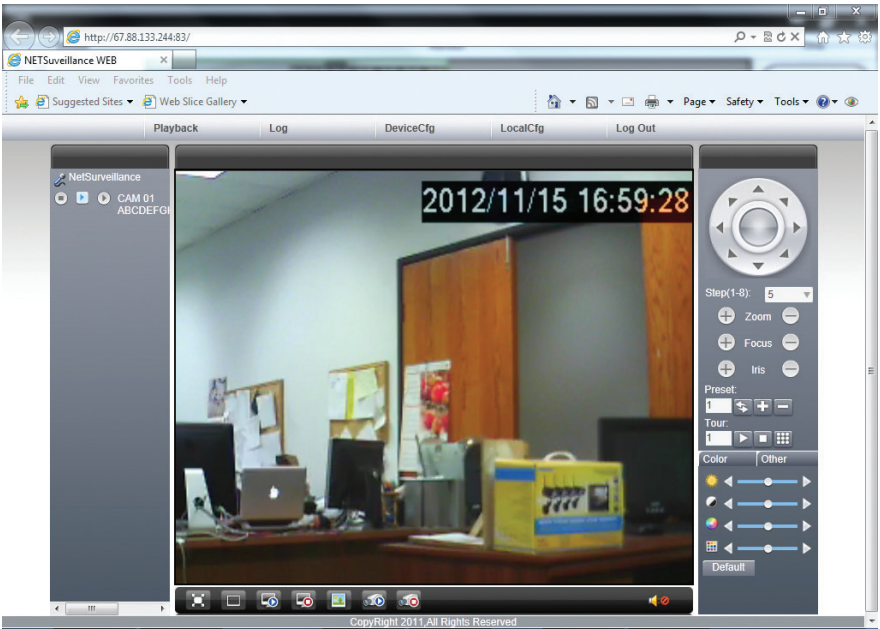 http://67.88.133.244:83/
NETSuveillance WEB
File Edit View Favorites Tools Help
Suggested Sites Web Slice Gallery Page Safety Tools
Playback Log DeviceCfg LocalCfg Log Out
NetSurveillance
CAM 01
ABCDEFGH
2012/11/15 16:59:28
Step(1-8): 5
Zoom
Focus
Iris
Preset:
1
Tour:
1
Color Other
Default
CopyRight 2011,All Rights Reserved